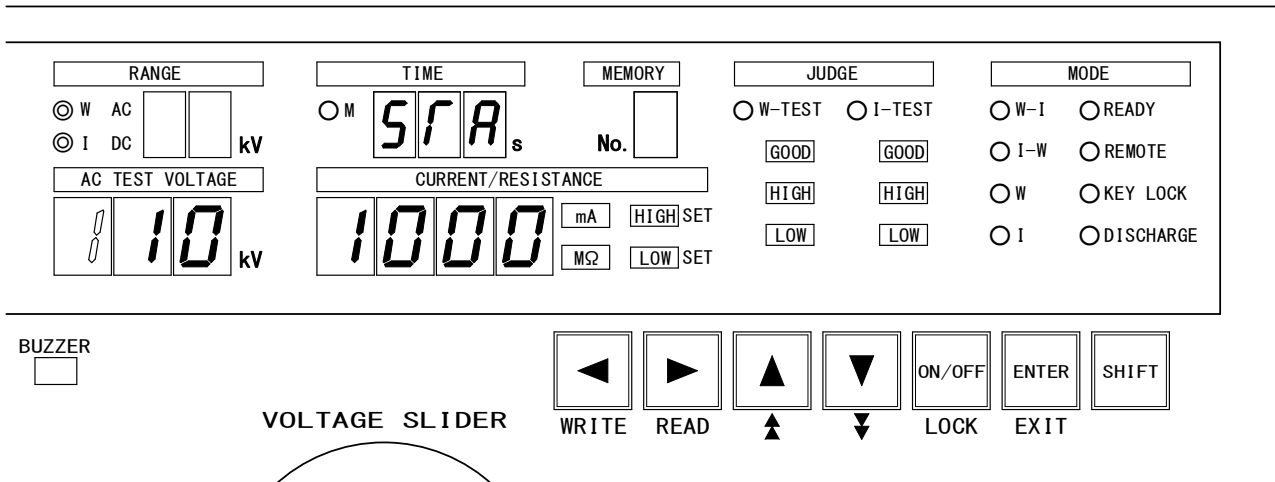 RANGE TIME MEMORY JUDGE MODE
W AC M STA s No. W-TEST I-TEST W-I READY
I DC kV GOOD GOOD I-W REMOTE
AC TEST VOLTAGE CURRENT/RESISTANCE HIGH HIGH W KEY LOCK
110 kV 1000 mA HIGH SET LOW LOW I DISCHARGE
MΩ LOW SET
BUZZER
ON/OFF ENTER SHIFT
WRITE READ LOCK EXIT
VOLTAGE SLIDER